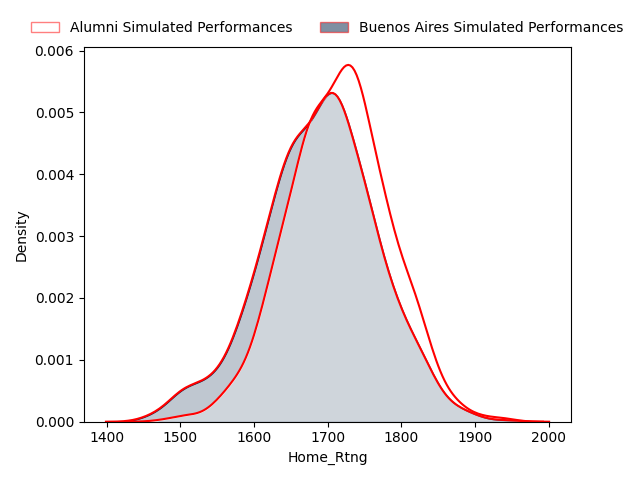 Alumni Simulated Performances Buenos Aires Simulated Performances
0.006
0.005
0.004
0.003
0.002
0.001
0.000
Density
1400 1500 1600 1700 1800 1900 2000
Home_Rtng